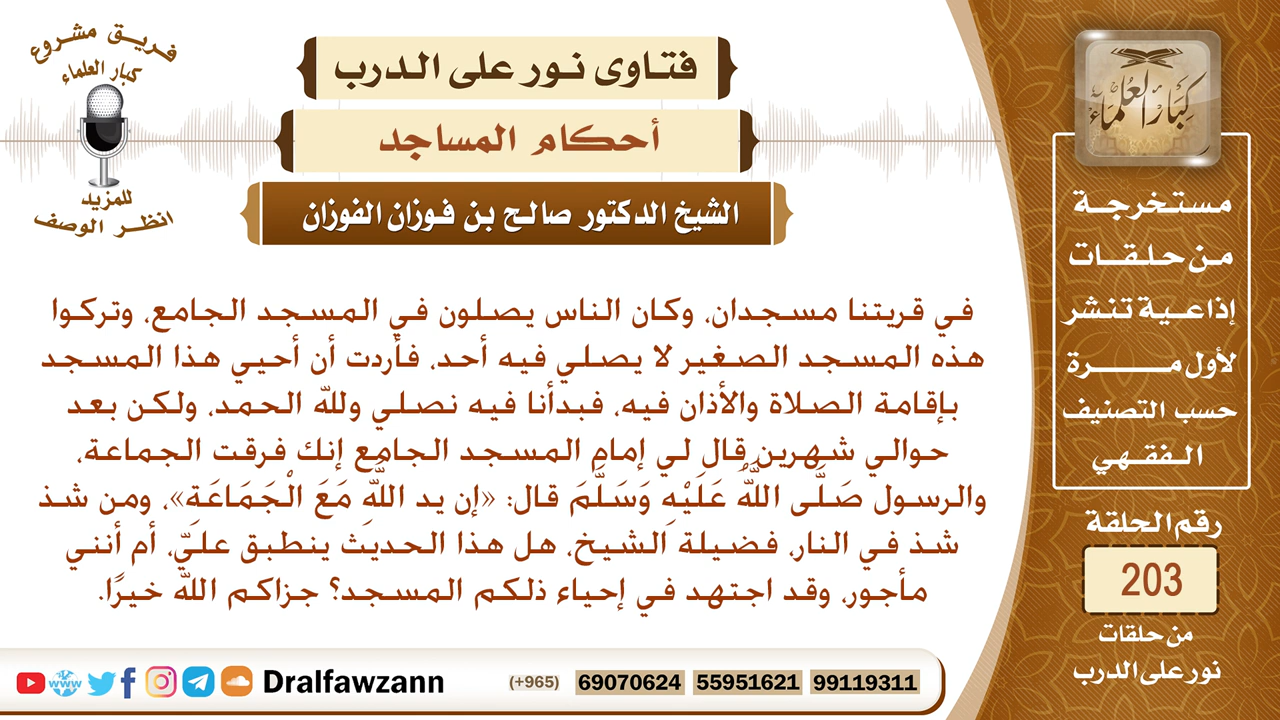 فريق مشروع
كبار العلماء
للمزيد
انظر الوصف
فتاوى نور على الدرب
أحكام المساجد
الشيخ الدكتور صالح بن فوزان الفوزان
في قريتنا مسجدان، وكان الناس يصلون في المسجد الجامع، وتركوا
هذه المسجد الصغير لا يصلي فيه أحد، فأردت أن أحيي هذا المسجد
بإقامة الصلاة والأذان فيه، فبدأنا فيه نصلي ولله الحمد، ولكن بعد
حوالي شهرين قال لي إمام المسجد الجامع إنك فرقت الجماعة،
والرسول صَلَّى اللَّهُ عَلَيْهِ وَسَلَّمَ قال: «إن يد اللَّهِ مَعَ الْجَمَاعَةِ»، ومن شذ
شذ في النار، فضيلة الشيخ، هل هذا الحديث ينطبق عليّ، أم أنني
مأجور، وقد اجتهد في إحياء ذلكم المسجد؟ جزاكم الله خيرًا.
كبار العلماء
مستخرجة
من حلقات
إذاعية تنشر
لأول مرة
حسب التصنيف
الفقهي
رقم الحلقة
203
من حلقات
نور على الدرب
www
Dralfawzann
(+965) 69070624 55951621 99119311